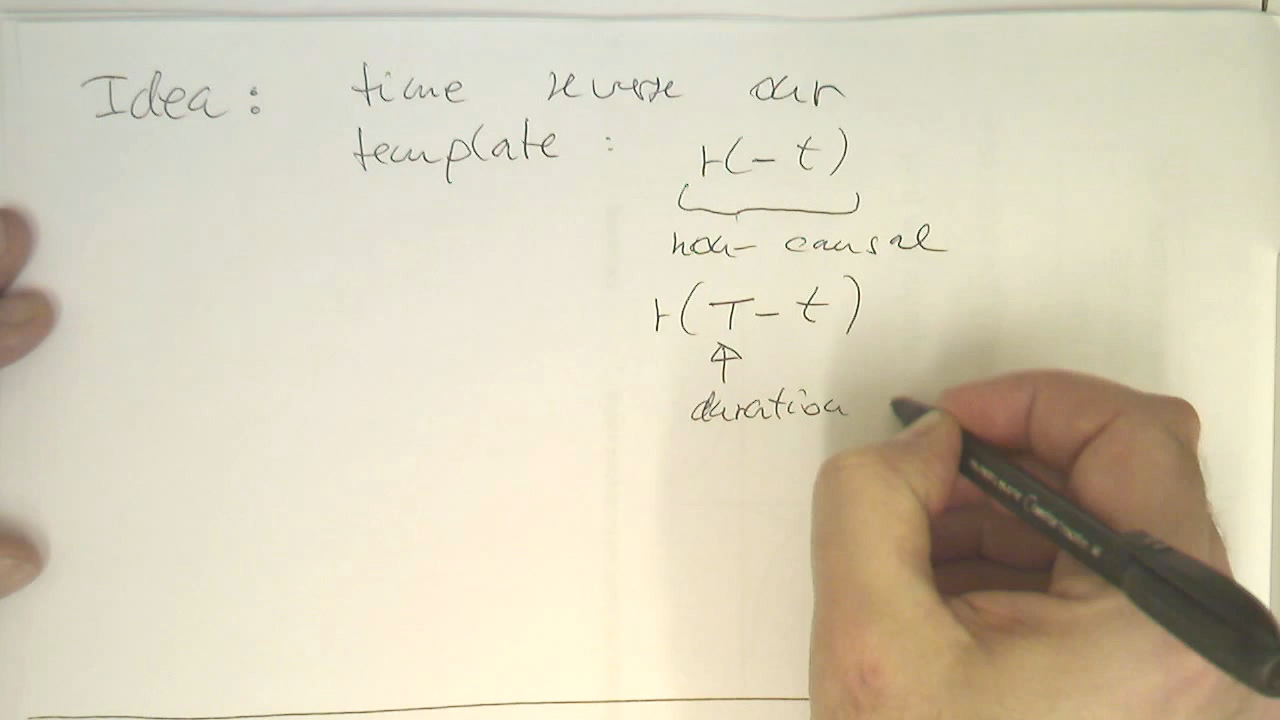 Idea: time reverse our
template: r(-t)
non-causal
r(T-t)
↑
duration